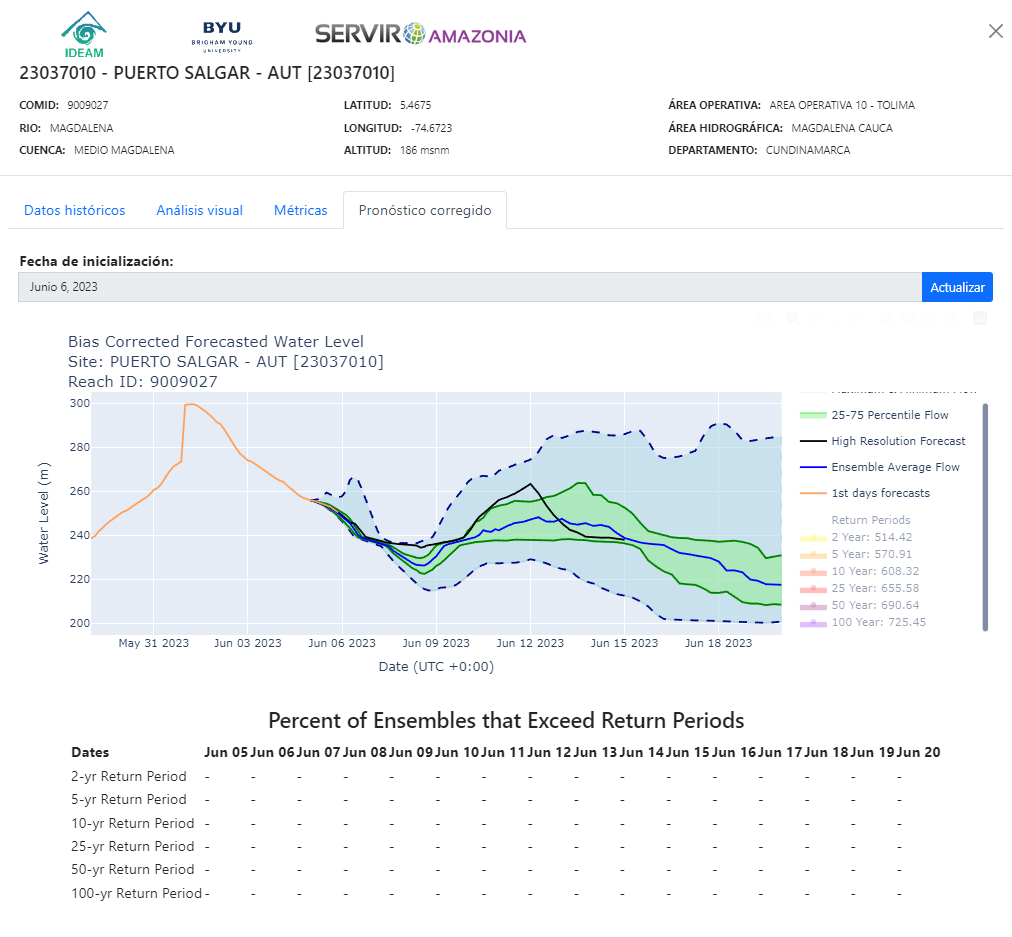 IDEAM
BYU
BRIGHAM YOUNG
UNIVERSITY
SERVIR AMAZONIA
23037010 - PUERTO SALGAR - AUT [23037010]
COMID: 9009027
LATITUD: 5.4675
ÁREA OPERATIVA: AREA OPERATIVA 10 - TOLIMA
RIO: MAGDALENA
LONGITUD: -74.6723
ÁREA HIDROGRÁFICA: MAGDALENA CAUCA
CUENCA: MEDIO MAGDALENA
ALTITUD: 186 msnm
DEPARTAMENTO: CUNDINAMARCA
Datos históricos
Análisis visual
Métricas
Pronóstico corregido
Fecha de inicialización:
Junio 6, 2023
Actualizar
Bias Corrected Forecasted Water Level
Site: PUERTO SALGAR - AUT [23037010]
Reach ID: 9009027
300
280
260
240
220
200
Water Level (m)
May 31 2023
Jun 03 2023
Jun 06 2023
Jun 09 2023
Jun 12 2023
Jun 15 2023
Jun 18 2023
Date (UTC +0:00)
25-75 Percentile Flow
High Resolution Forecast
Ensemble Average Flow
1st days forecasts
Return Periods
2 Year: 514.42
5 Year: 570.91
10 Year: 608.32
25 Year: 655.58
50 Year: 690.64
100 Year: 725.45
Percent of Ensembles that Exceed Return Periods
Dates Jun 05 Jun 06 Jun 07 Jun 08 Jun 09 Jun 10 Jun 11 Jun 12 Jun 13 Jun 14 Jun 15 Jun 16 Jun 17 Jun 18 Jun 19 Jun 20
2-yr Return Period - - - - - - - - - - - - - - - -
5-yr Return Period - - - - - - - - - - - - - - - -
10-yr Return Period - - - - - - - - - - - - - - - -
25-yr Return Period - - - - - - - - - - - - - - - -
50-yr Return Period - - - - - - - - - - - - - - - -
100-yr Return Period - - - - - - - - - - - - - - - -